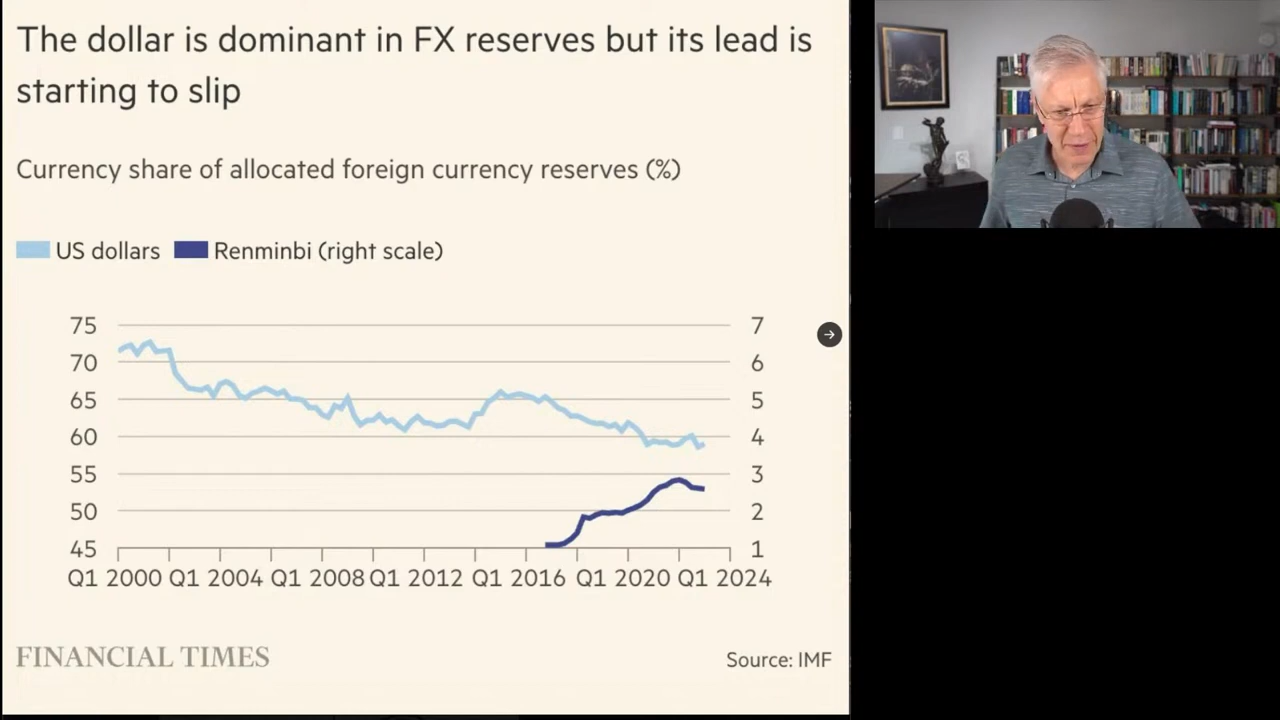 The dollar is dominant in FX reserves but its lead is
starting to slip
Currency share of allocated foreign currency reserves (%)
US dollars Renminbi (right scale)
75 7
70 6
65 5
60 4
55 3
50 2
45 1
Q1 2000 Q1 2004 Q1 2008 Q1 2012 Q1 2016 Q1 2020 Q1 2024
FINANCIAL TIMES Source: IMF